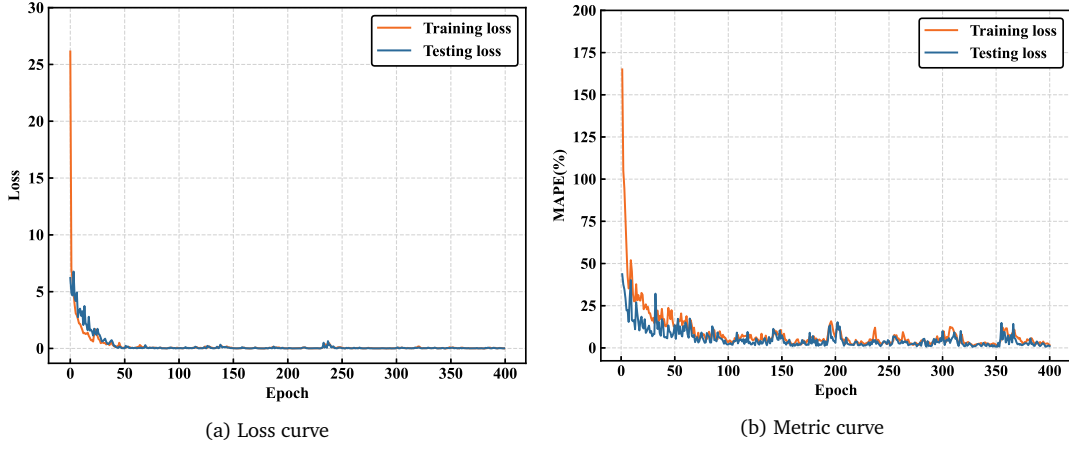 30
25
20
15
10
5
0
Loss
Training loss
Testing loss
0 50 100 150 200 250 300 350 400
Epoch
(a) Loss curve
200
175
150
125
100
75
50
25
0
MAPE(%)
Training loss
Testing loss
0 50 100 150 200 250 300 350 400
Epoch
(b) Metric curve